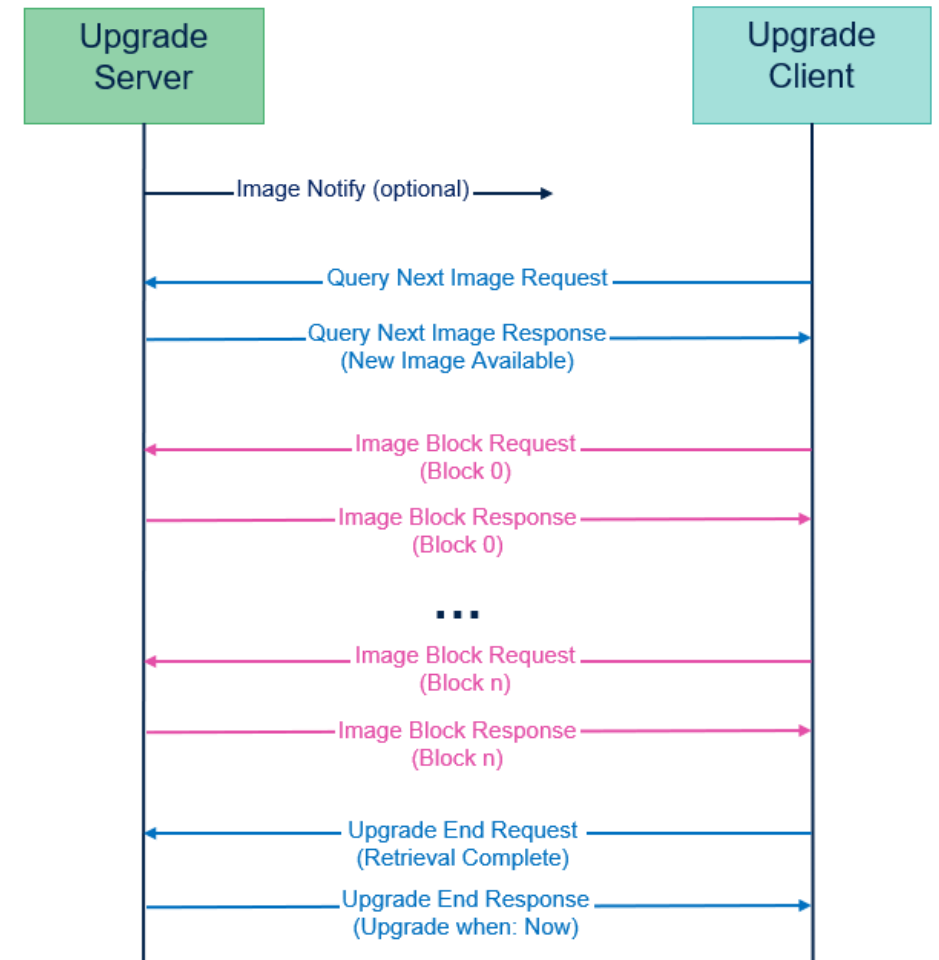 Upgrade
Server
Upgrade
Client
Image Notify (optional)
Query Next Image Request
Query Next Image Response
(New Image Available)
Image Block Request
(Block 0)
Image Block Response
(Block 0)
...
Image Block Request
(Block n)
Image Block Response
(Block n)
Upgrade End Request
(Retrieval Complete)
Upgrade End Response
(Upgrade when: Now)